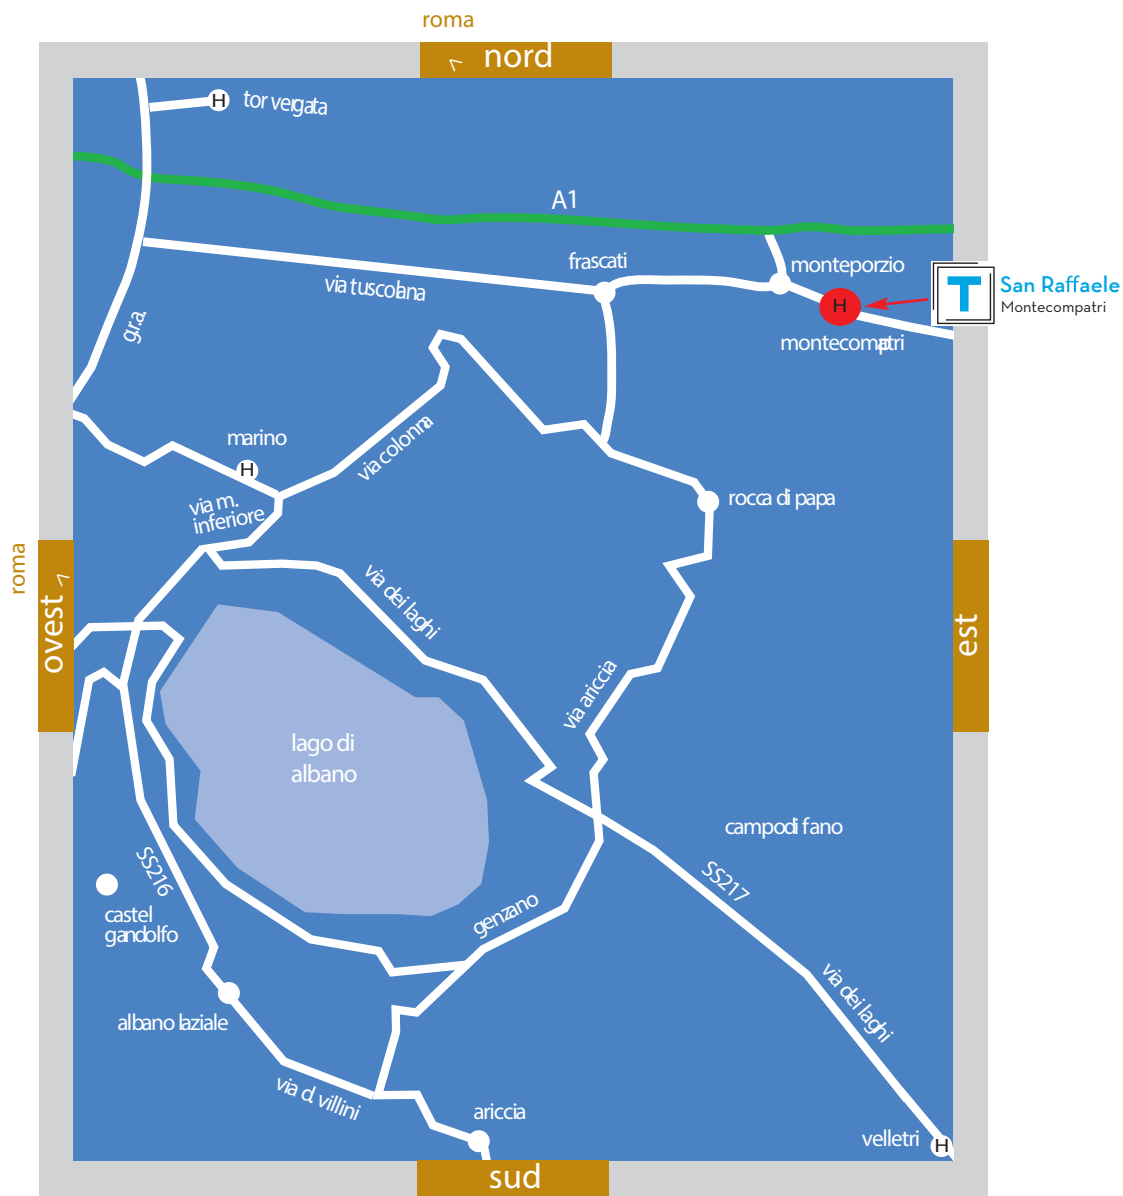 roma
< nord
H tor vergata
A1
frascati
monteporzio
T San Raffaele
Montecompatri
via tuscolana
H
g.r.a.
montecompatri
marino
H
via colonna
via m.
inferiore
rocca di papa
roma
< ovest
via dei laghi
est
via ariccia
lago di
albano
campodi fano
SS216
SS217
castel
gandolfo
genzano
via dei laghi
albano laziale
via d. villini
ariccia
velletri H
sud